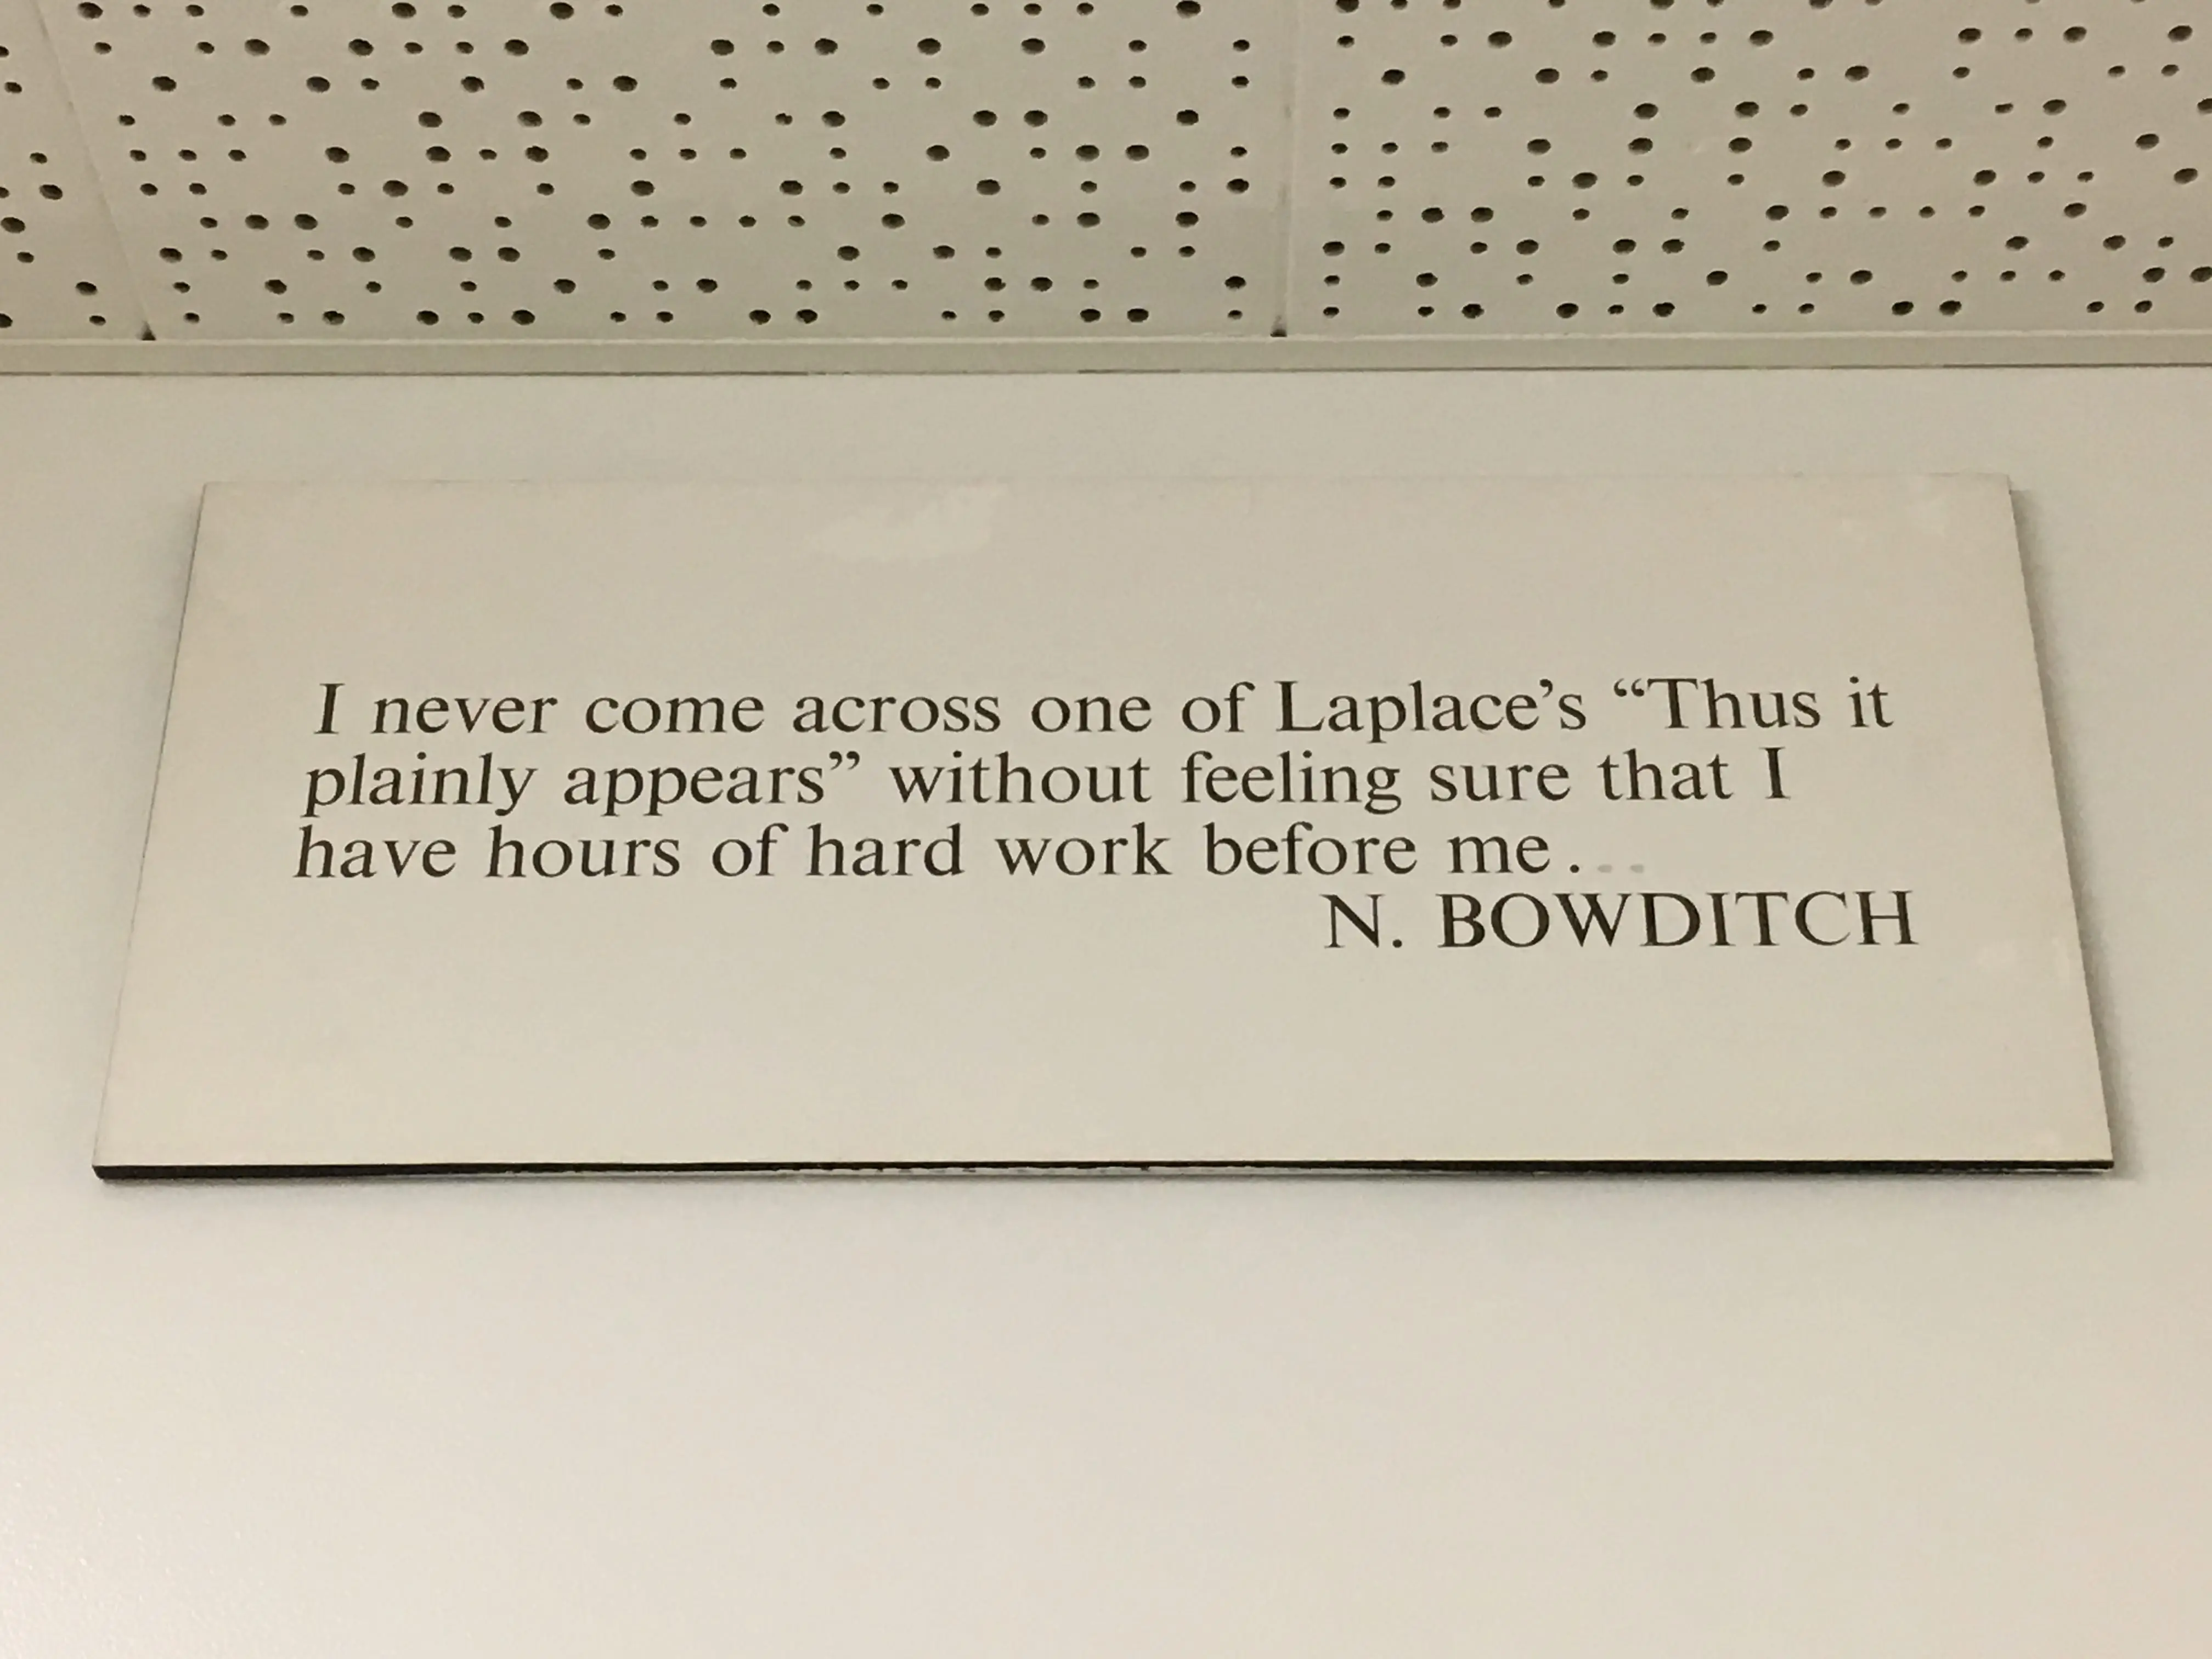 I never come across one of Laplace’s “Thus it
plainly appears” without feeling sure that I
have hours of hard work before me...
N. BOWDITCH